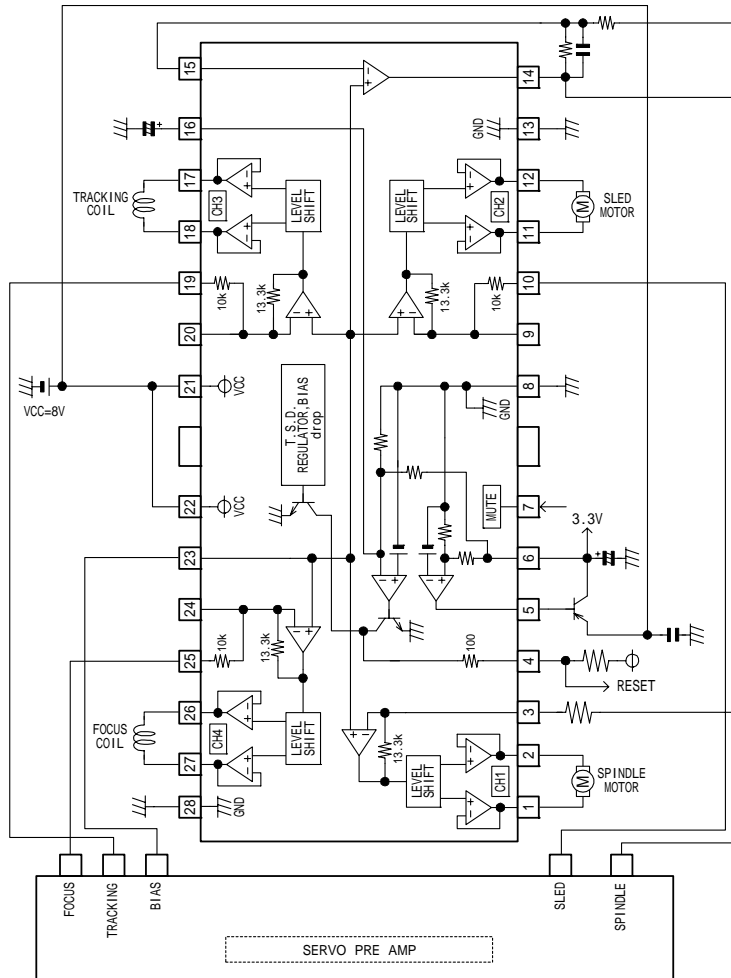 15
14
16
GND
13
17
CH3
LEVEL
SHIFT
LEVEL
SHIFT
CH2
12
TRACKING
COIL
SLED
MOTOR
M
18
11
19
10k
13.3k
13.3k
10k
10
20
9
VCC=8V
21
VCC
T.S.D
REGULATOR,BIAS
drop
GND
8
22
VCC
MUTE
7
3.3V
23
6
24
5
25
10k
13.3k
100
4
RESET
26
CH4
LEVEL
SHIFT
3
FOCUS
COIL
13.3k
27
LEVEL
SHIFT
CH1
2
SPINDLE
MOTOR
M
28
GND
1
FOCUS
TRACKING
BIAS
SLED
SPINDLE
SERVO PRE AMP